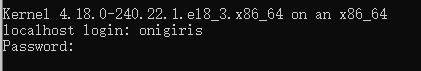 Kernel 4.18.0-240.22.1.el8_3.x86_64 on an x86_64
localhost login: onigiris
Password: